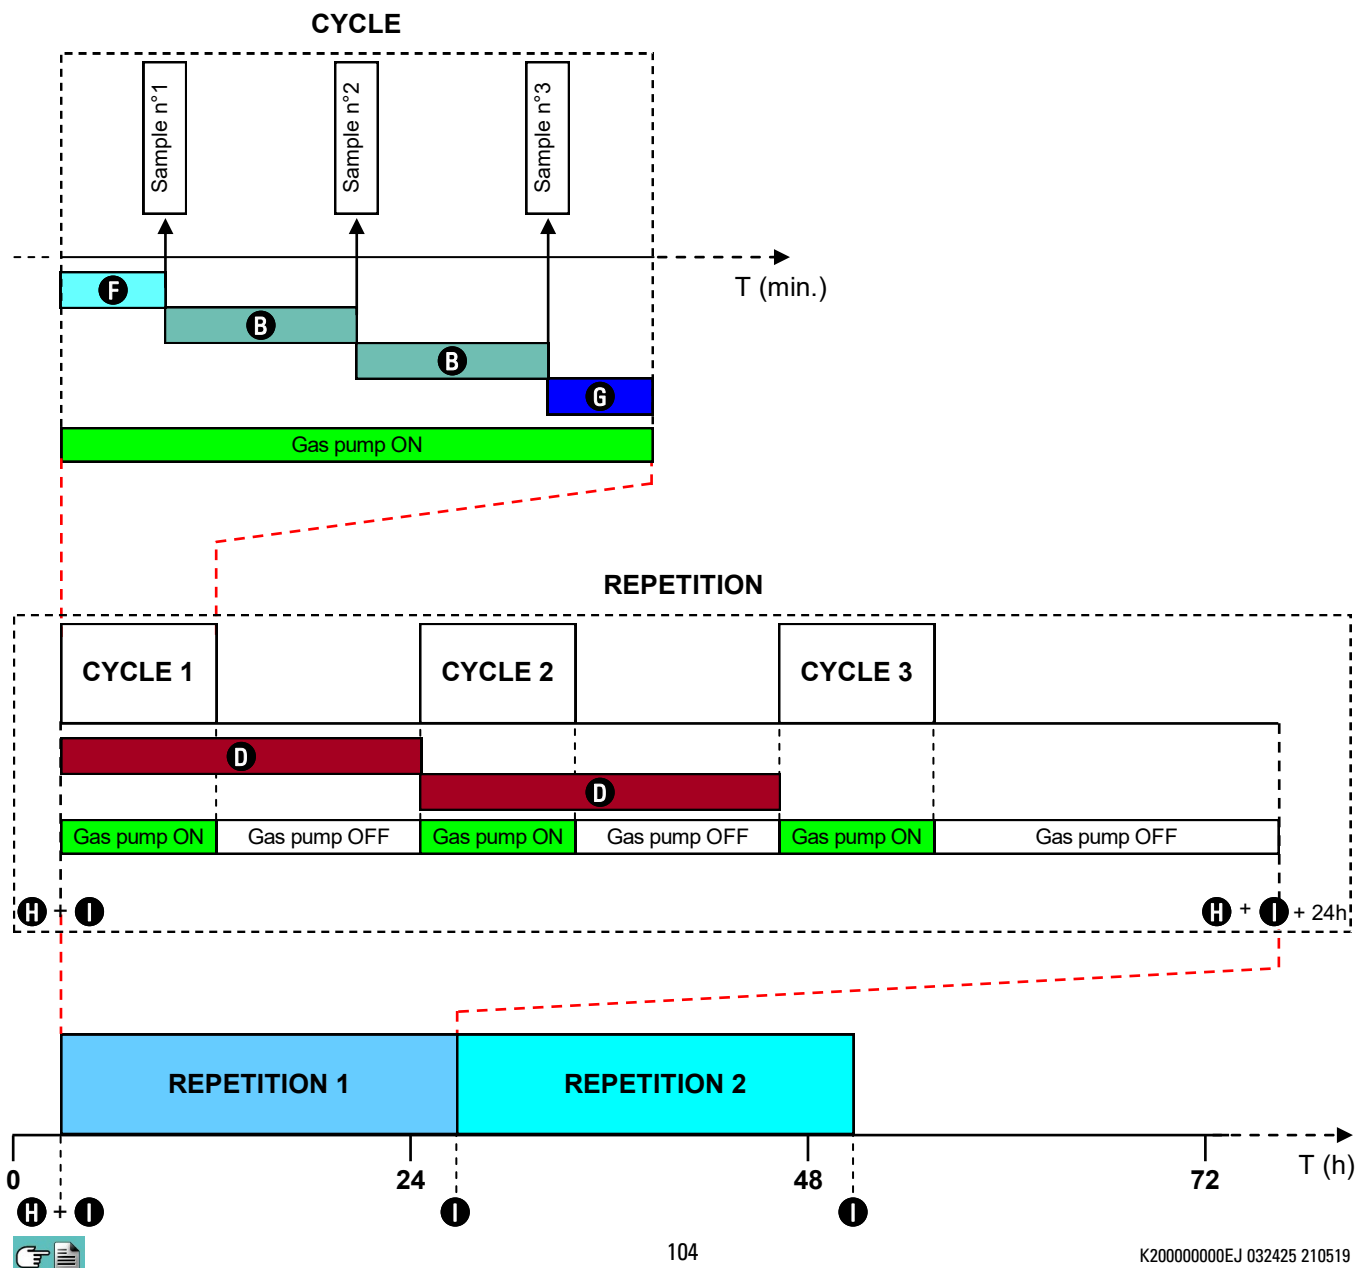 CYCLE
Sample n°1
Sample n°2
Sample n°3
T (min.)
F
B
B
G
Gas pump ON
REPETITION
CYCLE 1 CYCLE 2 CYCLE 3
D
D
Gas pump ON Gas pump OFF Gas pump ON Gas pump OFF Gas pump ON Gas pump OFF
H + I H + I + 24h
REPETITION 1 REPETITION 2
0 24 48 72 T (h)
H + I I I
104
K200000000EJ 032425 210519